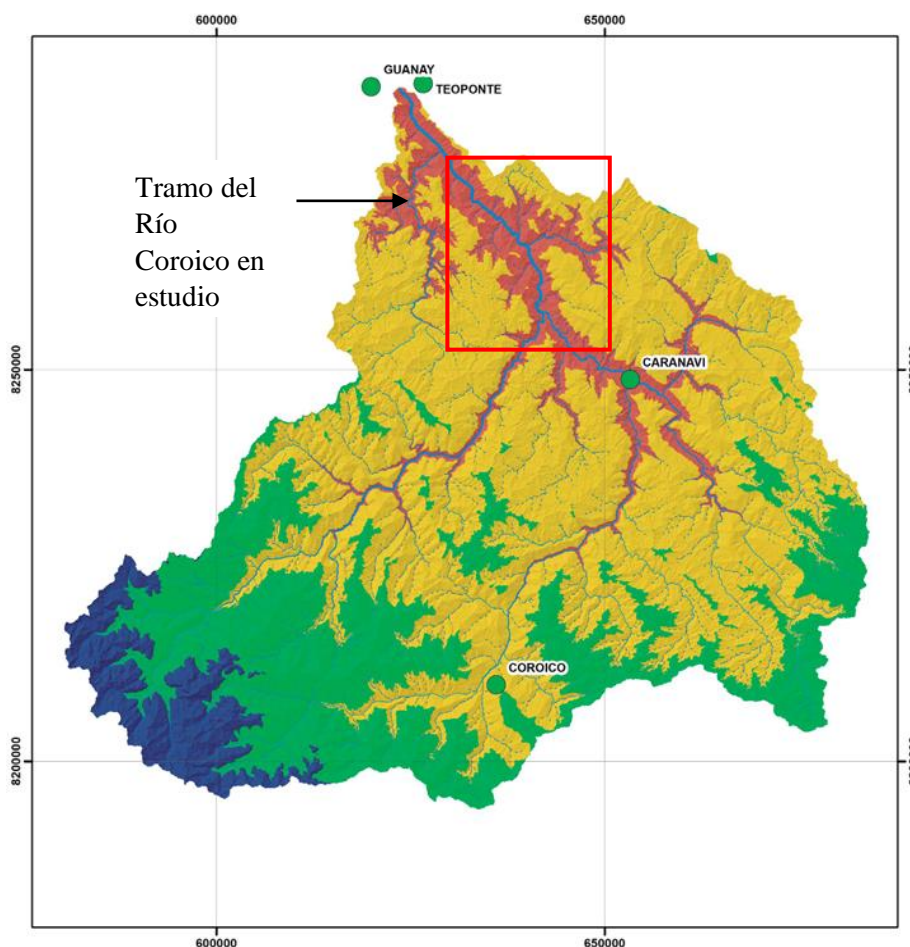 600000
650000
GUANAY
TEOPONTE
Tramo del
Río
Coroico en
estudio
8250000
CARANAVI
COROICO
8200000
600000
650000